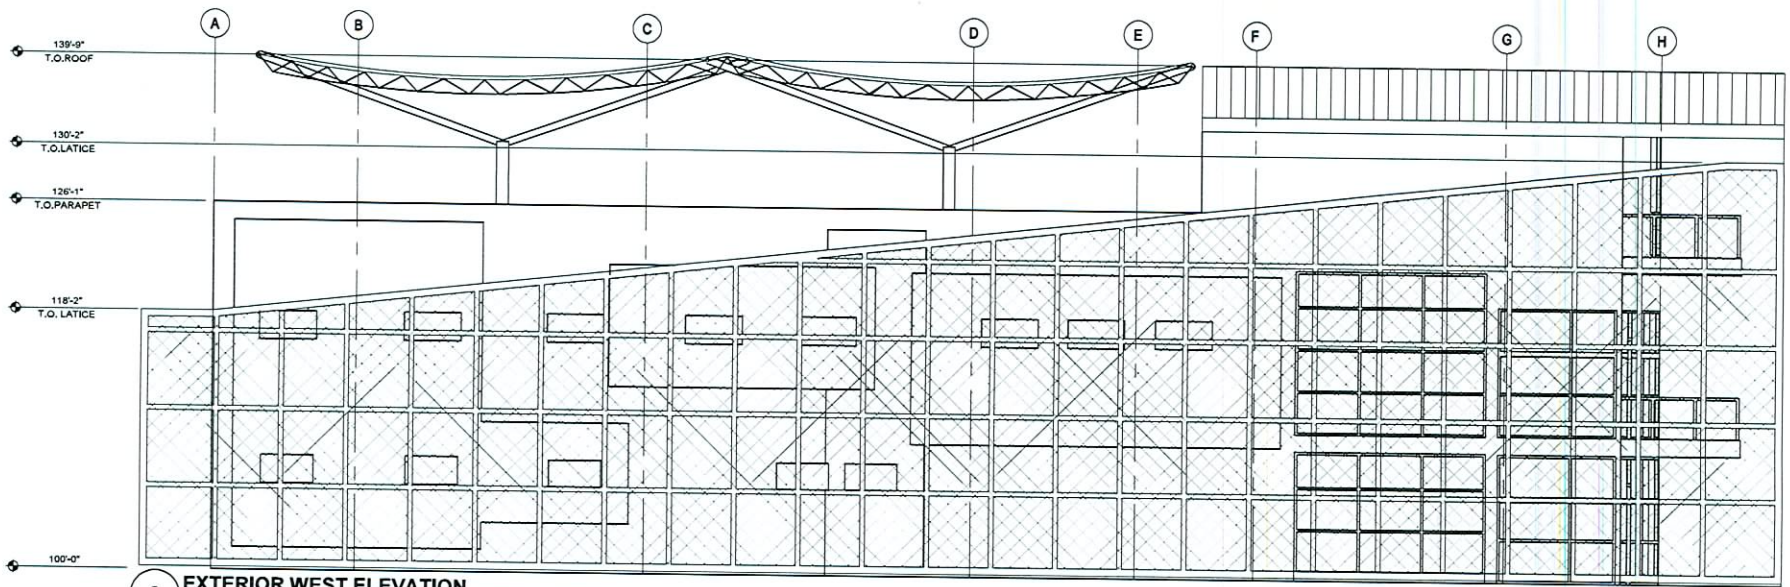 A B C D E F G H
139'-9"
T.O.ROOF
130'-2"
T.O.LATICE
126'-1"
T.O.PARAPET
118'-2"
T.O. LATICE
100'-0"
EXTERIOR WEST ELEVATION